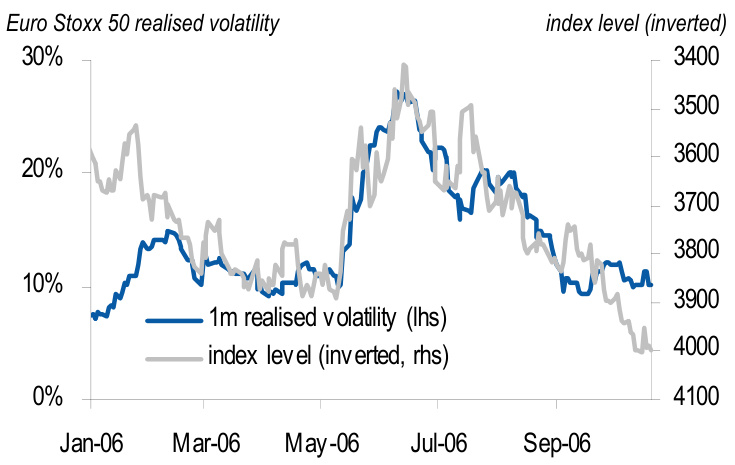 Euro Stoxx 50 realised volatility
index level (inverted)
30%
20%
10%
0%
3400
3500
3600
3700
3800
3900
4000
4100
1m realised volatility (lhs)
index level (inverted, rhs)
Jan-06
Mar-06
May-06
Jul-06
Sep-06